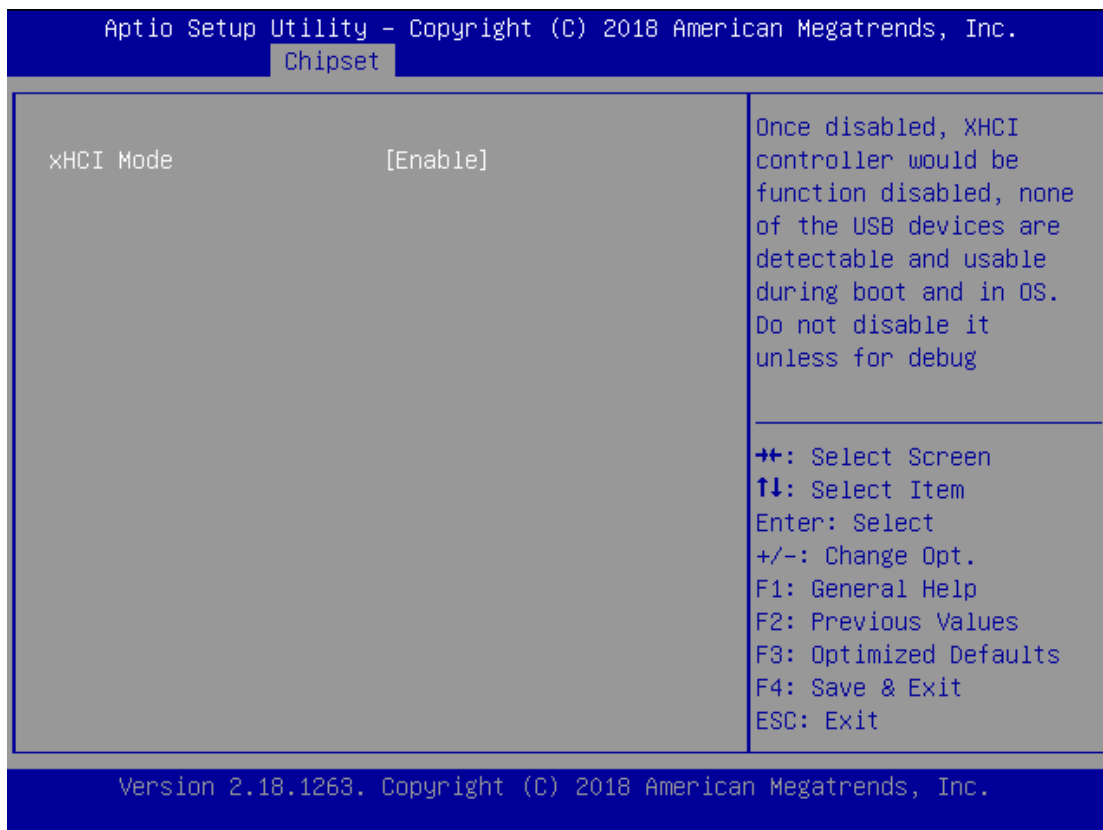 Aptio Setup Utility – Copyright (C) 2018 American Megatrends, Inc.
Chipset
xHCI Mode [Enable]
Once disabled, XHCI
controller would be
function disabled, none
of the USB devices are
detectable and usable
during boot and in OS.
Do not disable it
unless for debug
→←: Select Screen
↑↓: Select Item
Enter: Select
+/-: Change Opt.
F1: General Help
F2: Previous Values
F3: Optimized Defaults
F4: Save & Exit
ESC: Exit
Version 2.18.1263. Copyright (C) 2018 American Megatrends, Inc.